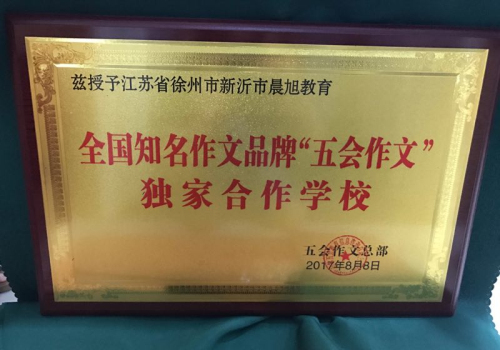 兹授予江苏省徐州市新沂市晨旭教育
全国知名作文品牌“五会作文”
独家合作学校
五会作文总部
2017年8月8日